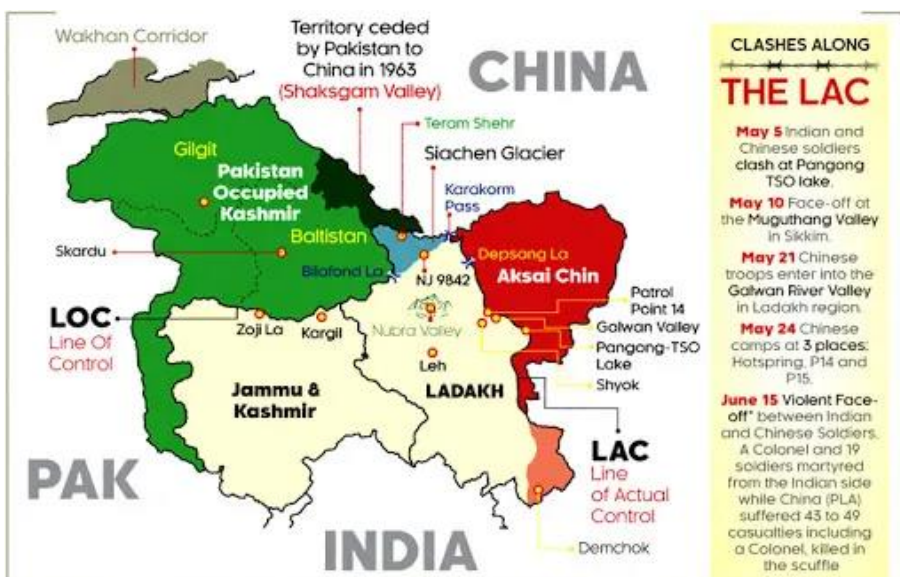 Wakhan Corridor
Territory ceded
by Pakistan to
China in 1963
(Shaksgam Valley)
CHINA
Teram Shehr
Siachen Glacier
Karakorm
Pass
Gilgit
Pakistan
Occupied
Kashmir
Baltistan
Skardu
Bilafond La
NJ 9842
Depsang La
Aksai Chin
Patrol
Point 14
Galwan Valley
Pangong-TSO
Lake
Shyok
LOC
Line Of
Control
Zoji La
Kargil
Nubra Valley
Leh
Jammu &
Kashmir
LADAKH
LAC
Line
of Actual
Control
PAK
INDIA
Demchok
CLASHES ALONG
THE LAC
May 5 Indian and
Chinese soldiers
clash at Pangong
TSO lake.
May 10 Face-off at
the Muguthang Valley
in Sikkim.
May 21 Chinese
troops enter into the
Galwan River Valley
in Ladakh region.
May 24 Chinese
camps at 3 places:
Hotspring, P14 and
P15.
June 15 Violent Face-
off" between Indian
and Chinese Soldiers.
A Colonel and 19
soldiers martyred
from the Indian side
while China (PLA)
suffered 43 to 49
casualties including
a Colonel, killed in
the scuffle